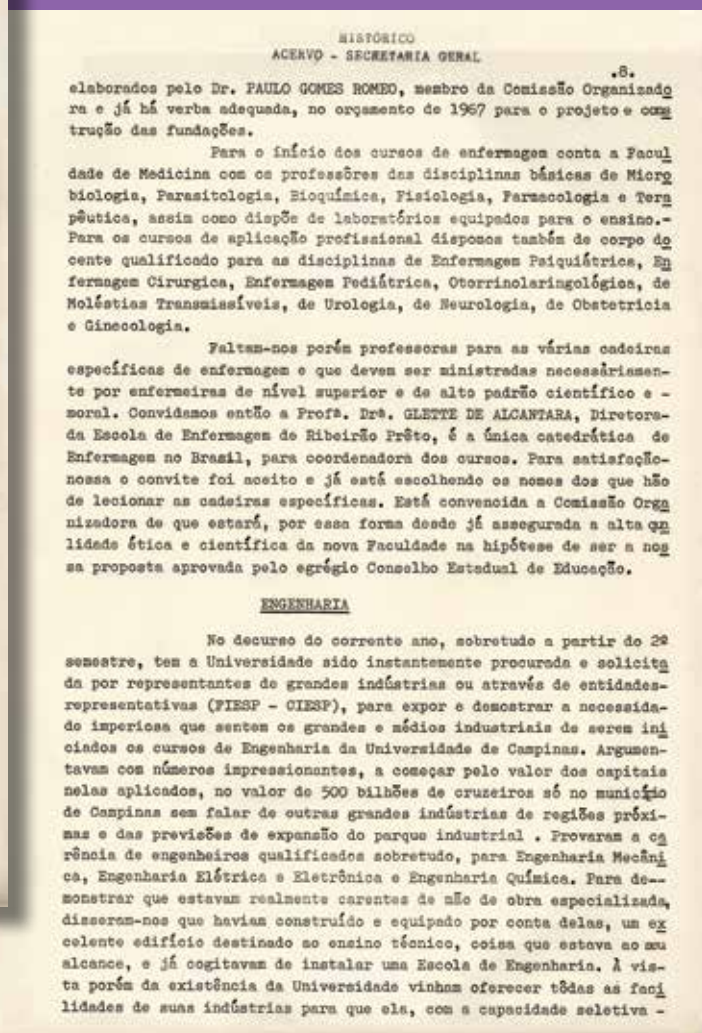 HISTÓRICO
ACERVO - SECRETARIA GERAL
.8.
elaborados pelo Dr. PAULO GOMES ROMEO, membro da Comissão Organizado
ra e já há verba adequada, no orçamento de 1967 para o projeto e cons
trução das fundações.
Para o início dos cursos de enfermagem conta a Facul
dade de Medicina com os professôres das disciplinas básicas de Micro
biologia, Parasitologia, Bioquímica, Fisiologia, Farmacologia e Tera
pêutica, assim como dispõe de laboratórios equipados para o ensino.-
Para os cursos de aplicação profissional dispomos também de corpo do
cente qualificado para as disciplinas de Enfermagem Psiquiátrica, En
fermagem Cirurgica, Enfermagem Pediátrica, Otorrinolaringológica, de
Moléstias Transmissíveis, de Urologia, de Neurologia, de Obstetricia
e Ginecologia.
Faltam-nos porém professoras para as várias cadeiras
específicas de enfermagem e que devem ser ministradas necessàriamen-
te por enfermeiras de nível superior e de alto padrão científico e -
moral. Convidamos então a Profª. Drª. GLETTE DE ALCANTARA, Diretora-
da Escola de Enfermagem de Ribeirão Prêto, é a única catedrática de
Enfermagem no Brasil, para coordenadora dos cursos. Para satisfação-
nossa o convite foi aceito e já está escolhendo os nomes dos que hão
de lecionar as cadeiras específicas. Está convencida a Comissão Orga
nizadora de que estará, por essa forma desde já assegurada a alta qua
lidade ética e científica da nova Faculdade na hipótese de ser a nos
sa proposta aprovada pelo egrégio Conselho Estadual de Educação.
ENGENHARIA
No decurso do corrente ano, sobretudo a partir do 2º
semestre, tem a Universidade sido instantemente procurada e solicita
da por representantes de grandes indústrias ou através de entidades-
representativas (FIESP - CIESP), para expor e demostrar a necessida-
de imperiosa que sentem os grandes e médios industriais de serem ini
ciados os cursos de Engenharia da Universidade de Campinas. Argumen-
tavam com números impressionantes, a começar pelo valor dos capitais
nelas aplicados, no valor de 500 bilhões de cruzeiros só no município
de Campinas sem falar de outras grandes indústrias de regiões próxi-
mas e das previsões de expansão do parque industrial . Provaram a ca
rência de engenheiros qualificados sobretudo, para Engenharia Mecâni
ca, Engenharia Elétrica e Eletrônica e Engenharia Química. Para de--
monstrar que estavam realmente carentes de mão de obra especializada,
disseram-nos que haviam construído e equipado por conta delas, um ex
celente edifício destinado ao ensino técnico, coisa que estava ao seu
alcance, e já cogitavam de instalar uma Escola de Engenharia. À vis-
ta porém da existência da Universidade vinham oferecer tôdas as faci
lidades de suas indústrias para que ela, com a capacidade seletiva -